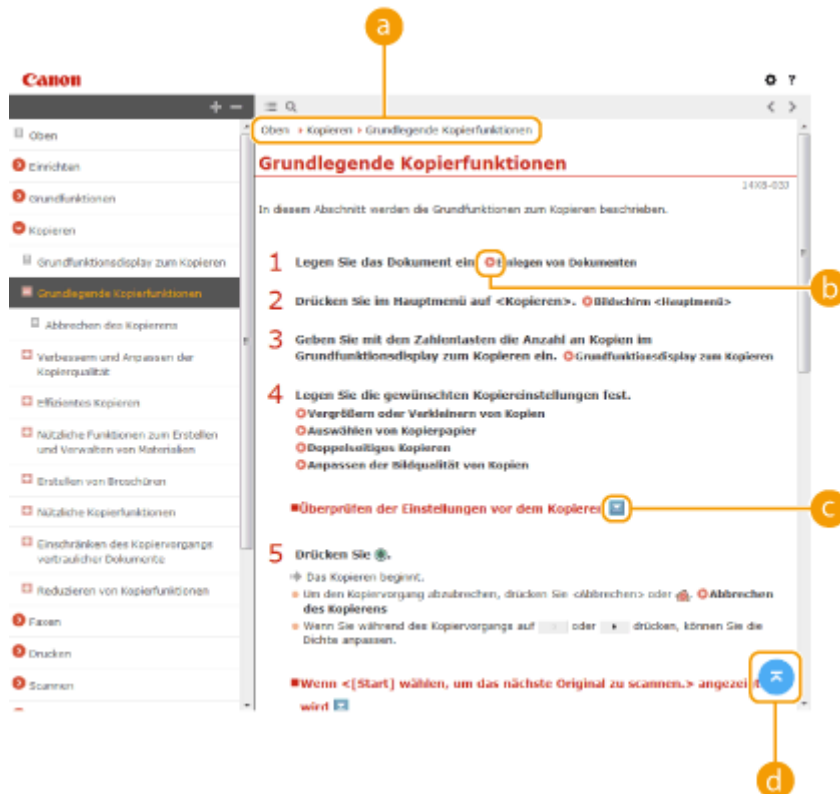 a
Canon
?
+ −
< >
Oben
Einrichten
Grundfunktionen
Kopieren
Grundfunktionsdisplay zum Kopieren
Grundlegende Kopierfunktionen
Abbrechen des Kopierens
Verbessern und Anpassen der
Kopierqualität
Effizientes Kopieren
Nützliche Funktionen zum Erstellen
und Verwalten von Materialien
Erstellen von Broschüren
Nützliche Kopierfunktionen
Einschränken des Kopiervorgangs
vertraulicher Dokumente
Reduzieren von Kopierfunktionen
Faxen
Drucken
Scannen
Oben Kopieren Grundlegende Kopierfunktionen
Grundlegende Kopierfunktionen
14XB-03J
In diesem Abschnitt werden die Grundfunktionen zum Kopieren beschrieben.
1 Legen Sie das Dokument ein Einlegen von Dokumenten
b
2 Drücken Sie im Hauptmenü auf <Kopieren>. Bildschirm <Hauptmenü>
3 Geben Sie mit den Zahlentasten die Anzahl an Kopien im
Grundfunktionsdisplay zum Kopieren ein. Grundfunktionsdisplay zum Kopieren
4 Legen Sie die gewünschten Kopiereinstellungen fest.
Vergrößern oder Verkleinern von Kopien
Auswählen von Kopierpapier
Doppelseitiges Kopieren
Anpassen der Bildqualität von Kopien
Überprüfen der Einstellungen vor dem Kopieren
c
5 Drücken Sie .
Das Kopieren beginnt.
Um den Kopiervorgang abzubrechen, drücken Sie <Abbrechen> oder . Abbrechen
des Kopierens
Wenn Sie während des Kopiervorgangs auf oder drücken, können Sie die
Dichte anpassen.
Wenn <[Start] wählen, um das nächste Original zu scannen.> angezeigt
wird
d